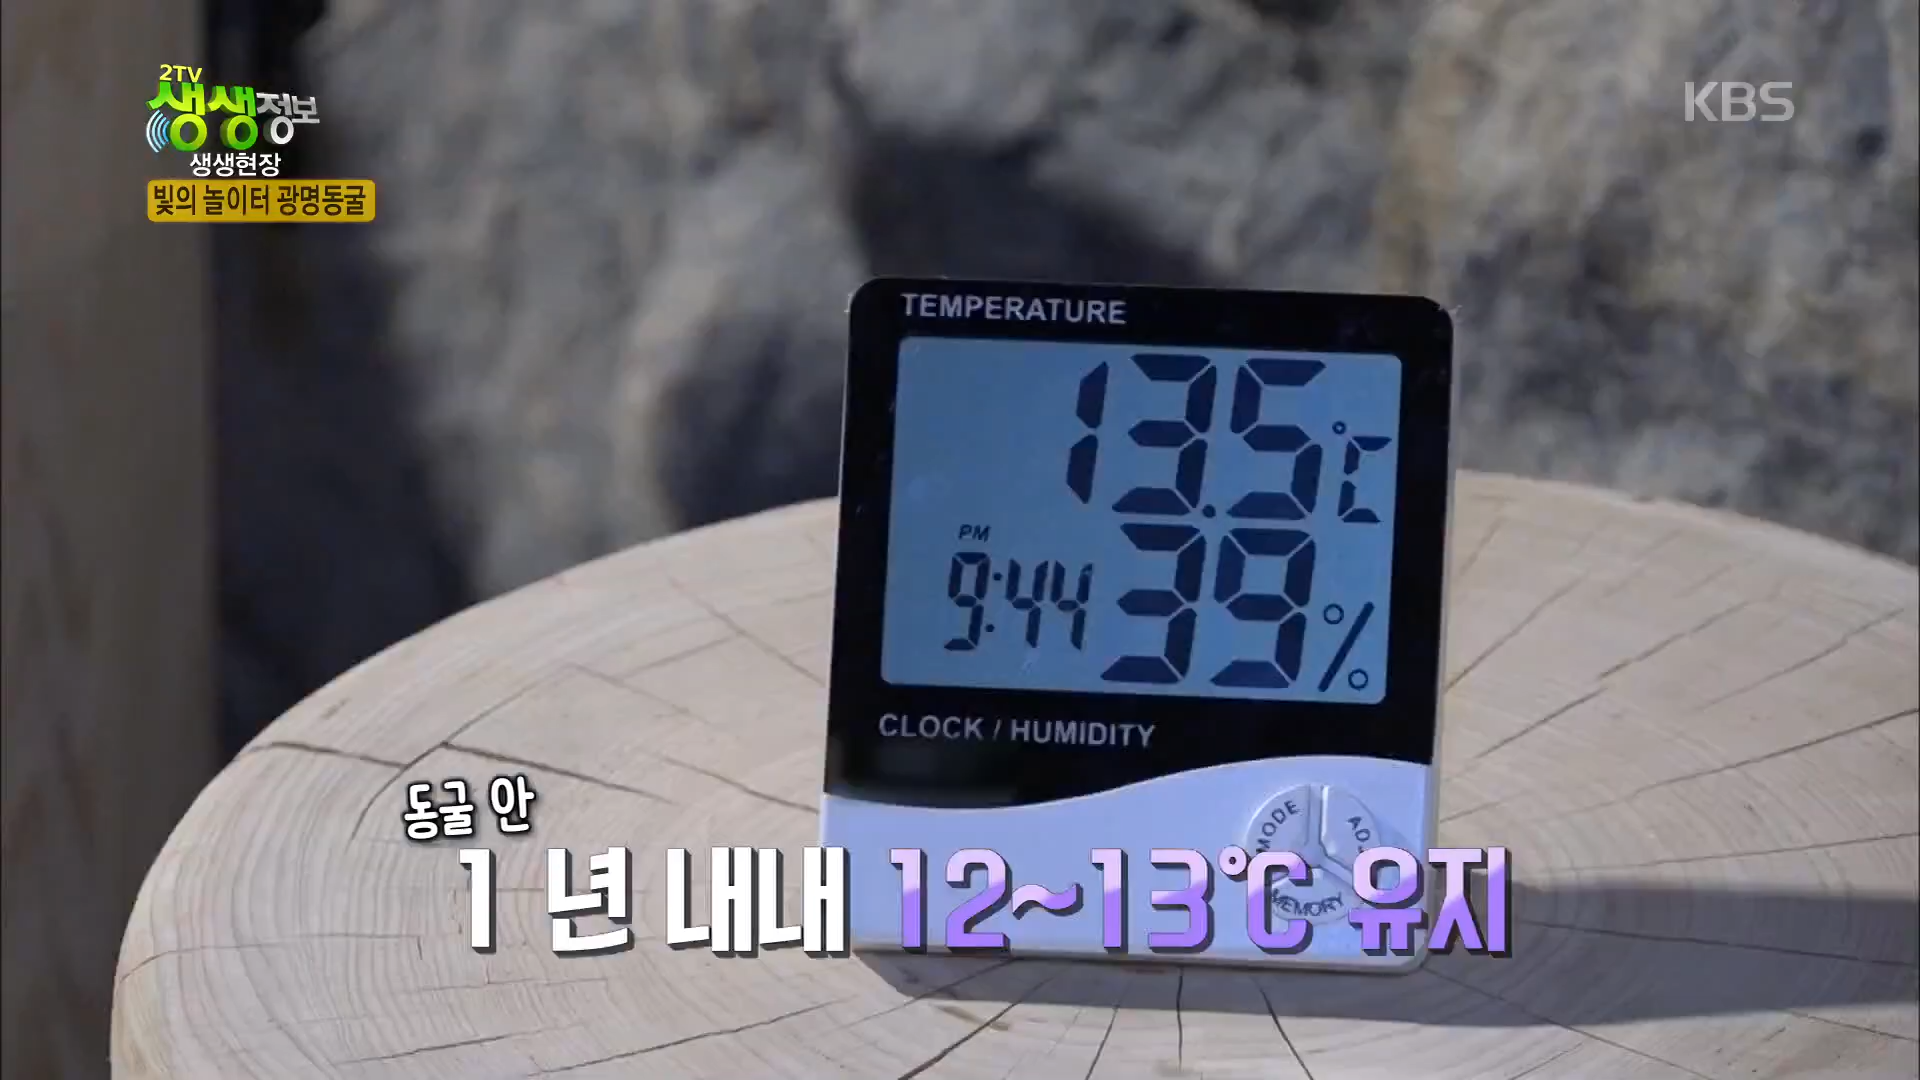 2TV
생생정보
생생현장
빛의 놀이터 광명동굴
KBS
TEMPERATURE
13.5℃
PM
9:44 39%
CLOCK / HUMIDITY
MODE
MEMORY
동굴 안
1년 내내 12~13℃ 유지